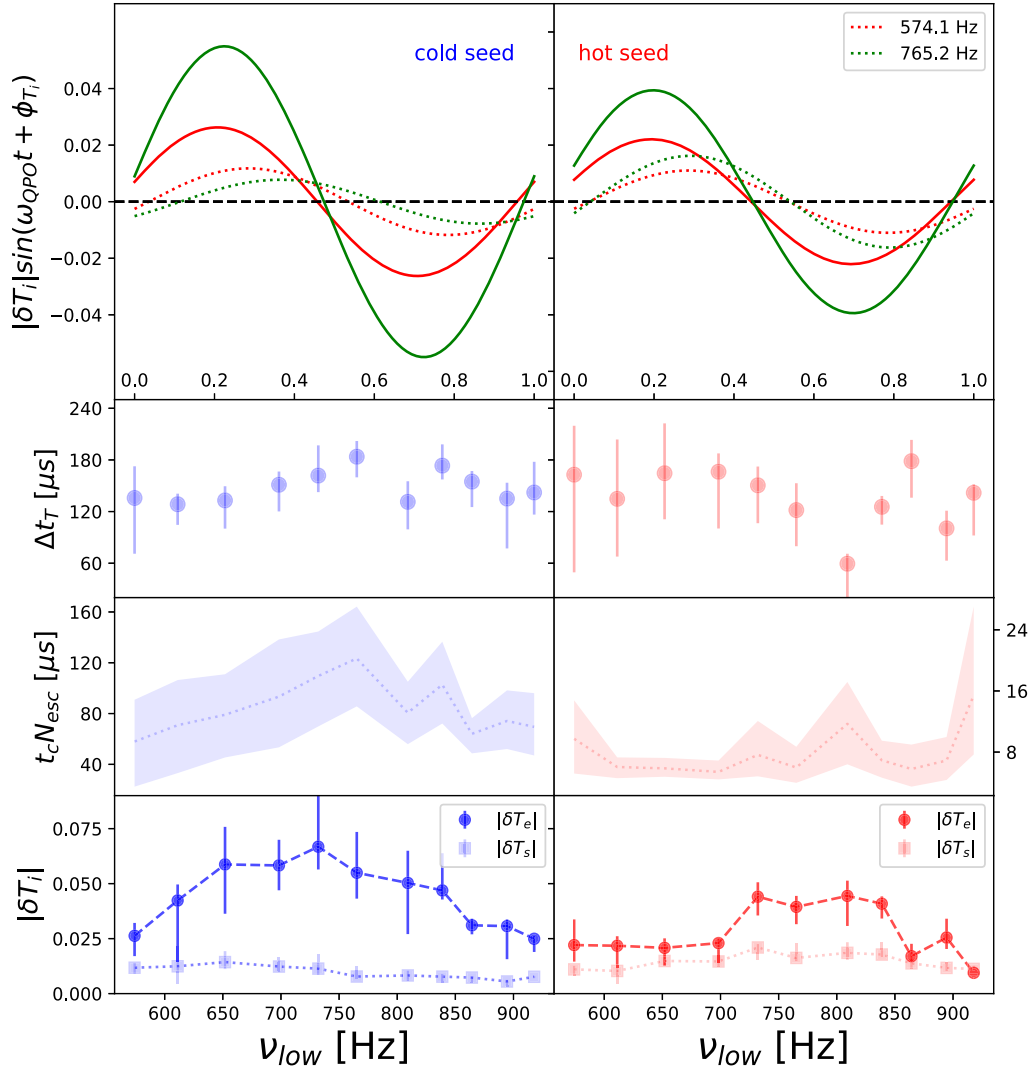 |δT_i|sin(ω_QPO t + ϕ_T_i)
0.04
0.02
0.00
−0.02
−0.04
cold seed
hot seed
574.1 Hz
765.2 Hz
0.0 0.2 0.4 0.6 0.8 1.0
0.0 0.2 0.4 0.6 0.8 1.0
Δt_T [μs]
240
180
120
60
t_c N_esc [μs]
160
120
80
40
24
16
8
|δT_i|
0.075
0.050
0.025
0.000
|δT_e|
|δT_s|
|δT_e|
|δT_s|
600 650 700 750 800 850 900
600 650 700 750 800 850 900
ν_low [Hz]
ν_low [Hz]